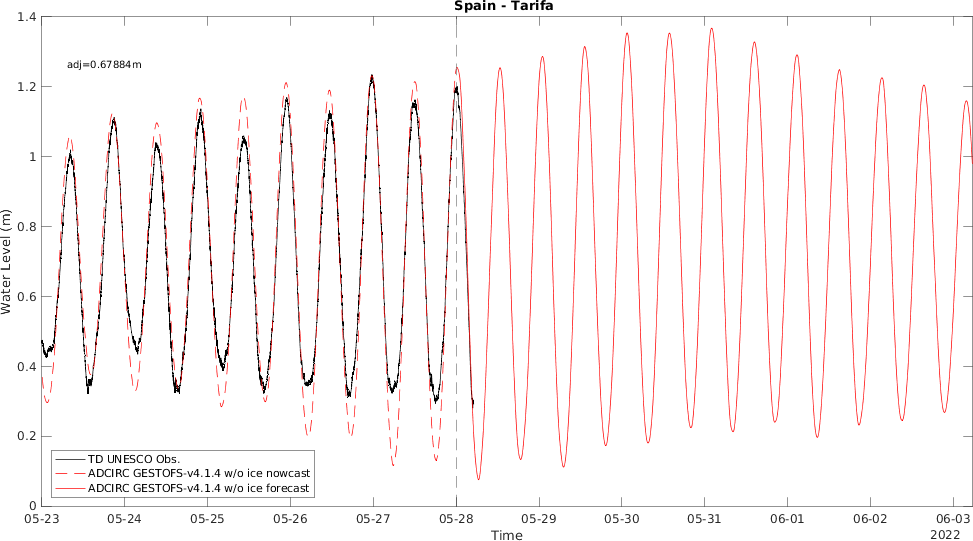 Spain - Tarifa
adj=0.67884m
Water Level (m)
1.4
1.2
1
0.8
0.6
0.4
0.2
0
TD UNESCO Obs.
ADCIRC GESTOFS-v4.1.4 w/o ice nowcast
ADCIRC GESTOFS-v4.1.4 w/o ice forecast
05-23 05-24 05-25 05-26 05-27 05-28 05-29 05-30 05-31 06-01 06-02 06-03
Time
2022